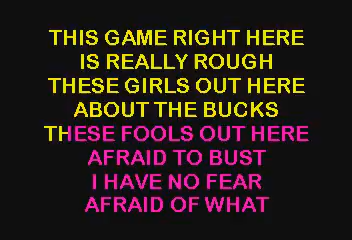 THIS GAME RIGHT HERE
IS REALLY ROUGH
THESE GIRLS OUT HERE
ABOUT THE BUCKS
THESE FOOLS OUT HERE
AFRAID TO BUST
I HAVE NO FEAR
AFRAID OF WHAT